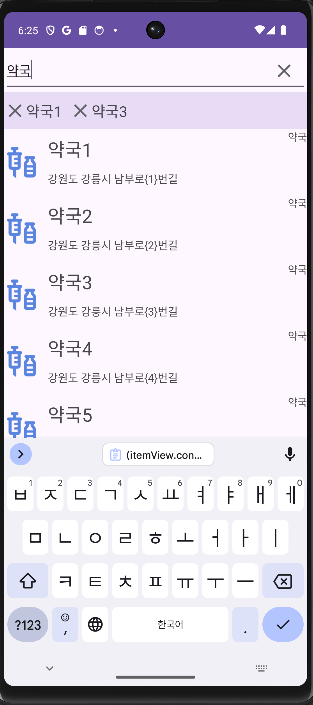 6:25
약국
약국1 약국3
약국
약국1
강원도 강릉시 남부로{1}번길
약국
약국2
강원도 강릉시 남부로{2}번길
약국
약국3
강원도 강릉시 남부로{3}번길
약국
약국4
강원도 강릉시 남부로{4}번길
약국
약국5
(itemView.con...
1 2 3 4 5 6 7 8 9 0
ㅂ ㅈ ㄷ ㄱ ㅅ ㅛ ㅕ ㅑ ㅐ ㅔ
ㅁ ㄴ ㅇ ㄹ ㅎ ㅗ ㅓ ㅏ ㅣ
ㅋ ㅌ ㅊ ㅍ ㅠ ㅜ ㅡ
?123 , 한국어 .